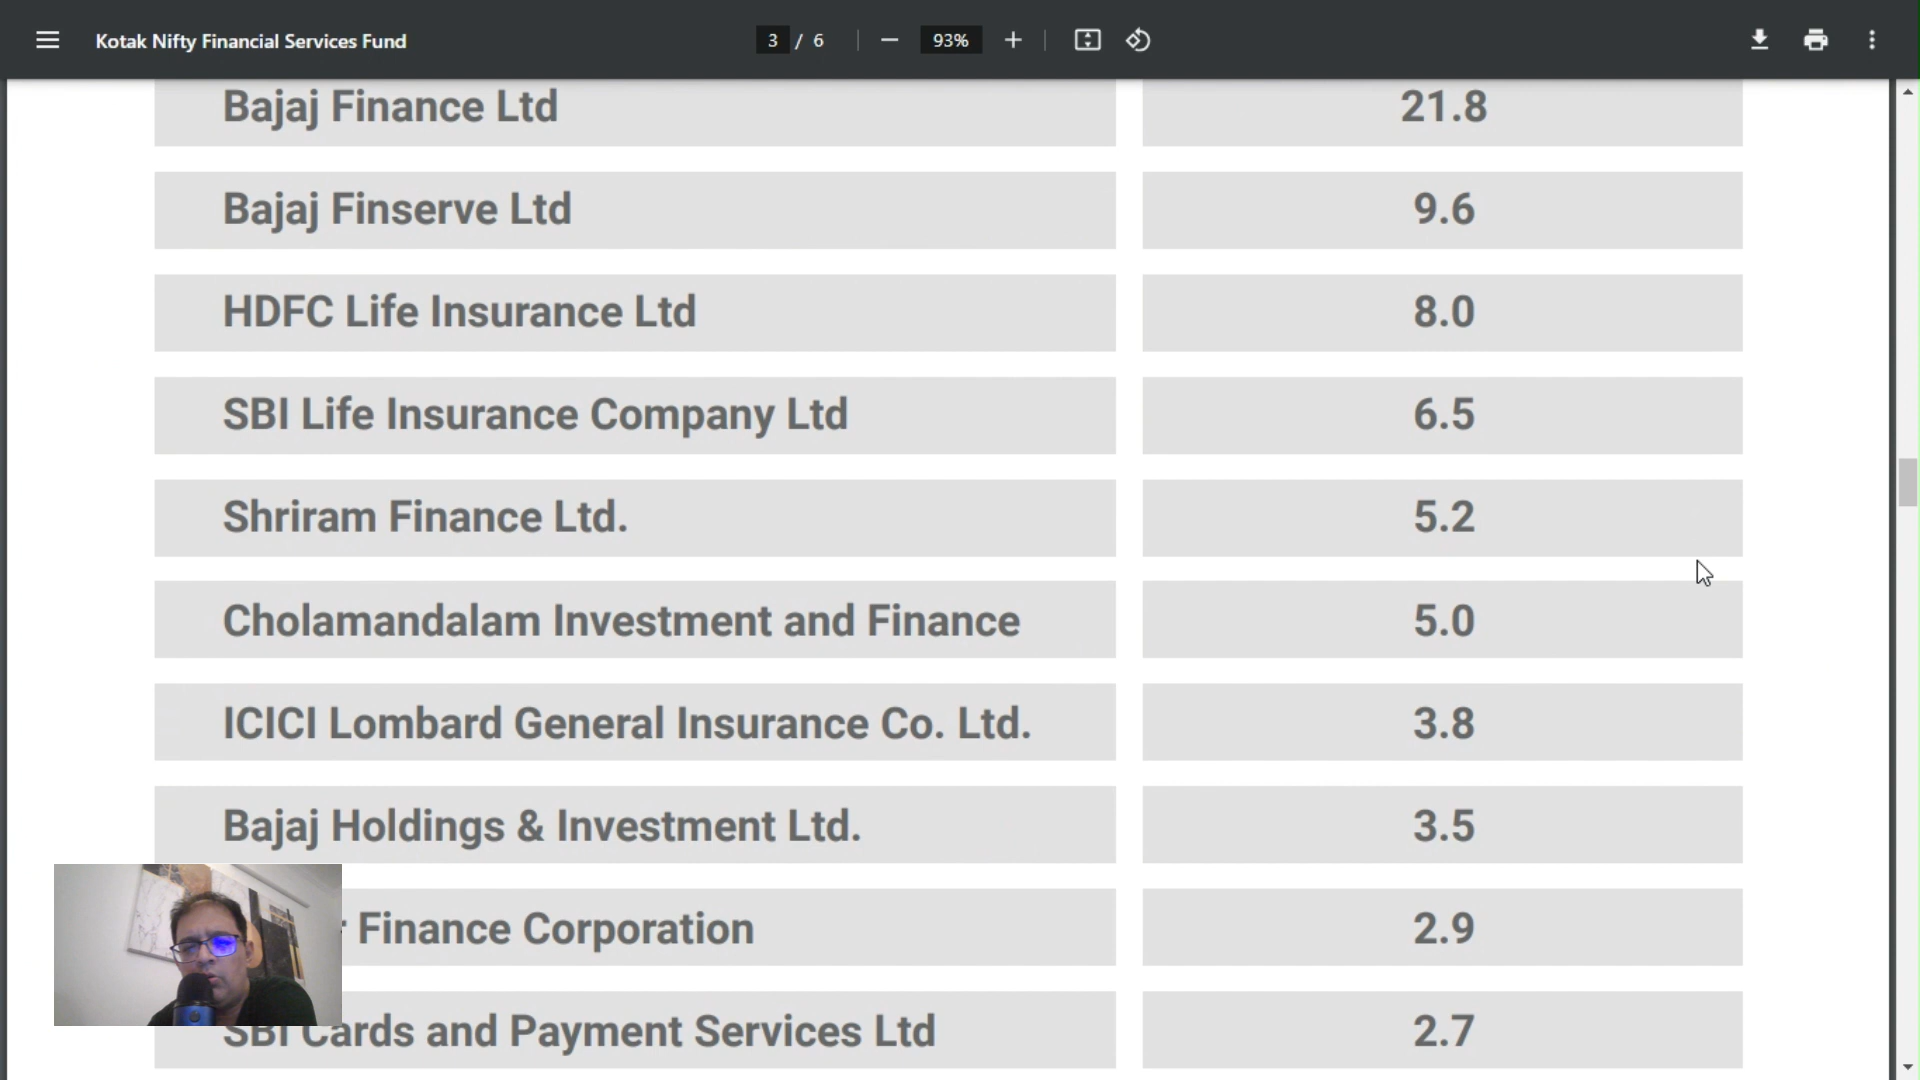 Kotak Nifty Financial Services Fund
3 / 6
93%
Bajaj Finance Ltd 21.8
Bajaj Finserve Ltd 9.6
HDFC Life Insurance Ltd 8.0
SBI Life Insurance Company Ltd 6.5
Shriram Finance Ltd. 5.2
Cholamandalam Investment and Finance 5.0
ICICI Lombard General Insurance Co. Ltd. 3.8
Bajaj Holdings & Investment Ltd. 3.5
Finance Corporation 2.9
SBI Cards and Payment Services Ltd 2.7